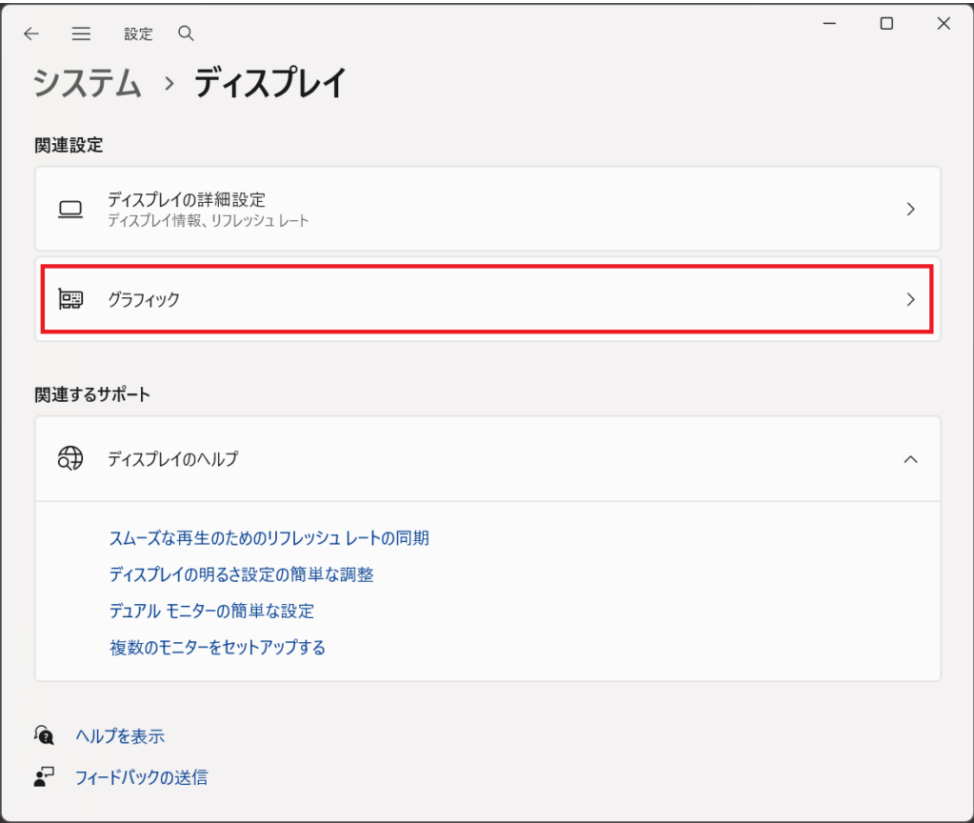 設定
システム › ディスプレイ
関連設定
ディスプレイの詳細設定
ディスプレイ情報、リフレッシュ レート
グラフィック
関連するサポート
ディスプレイのヘルプ
スムーズな再生のためのリフレッシュ レートの同期
ディスプレイの明るさ設定の簡単な調整
デュアル モニターの簡単な設定
複数のモニターをセットアップする
ヘルプを表示
フィードバックの送信